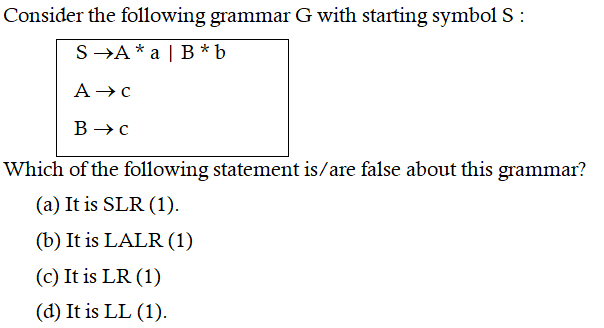 Consider the following grammar G with starting symbol S :
S →A * a | B * b
A → c
B → c
Which of the following statement is/are false about this grammar?
(a) It is SLR (1).
(b) It is LALR (1)
(c) It is LR (1)
(d) It is LL (1).